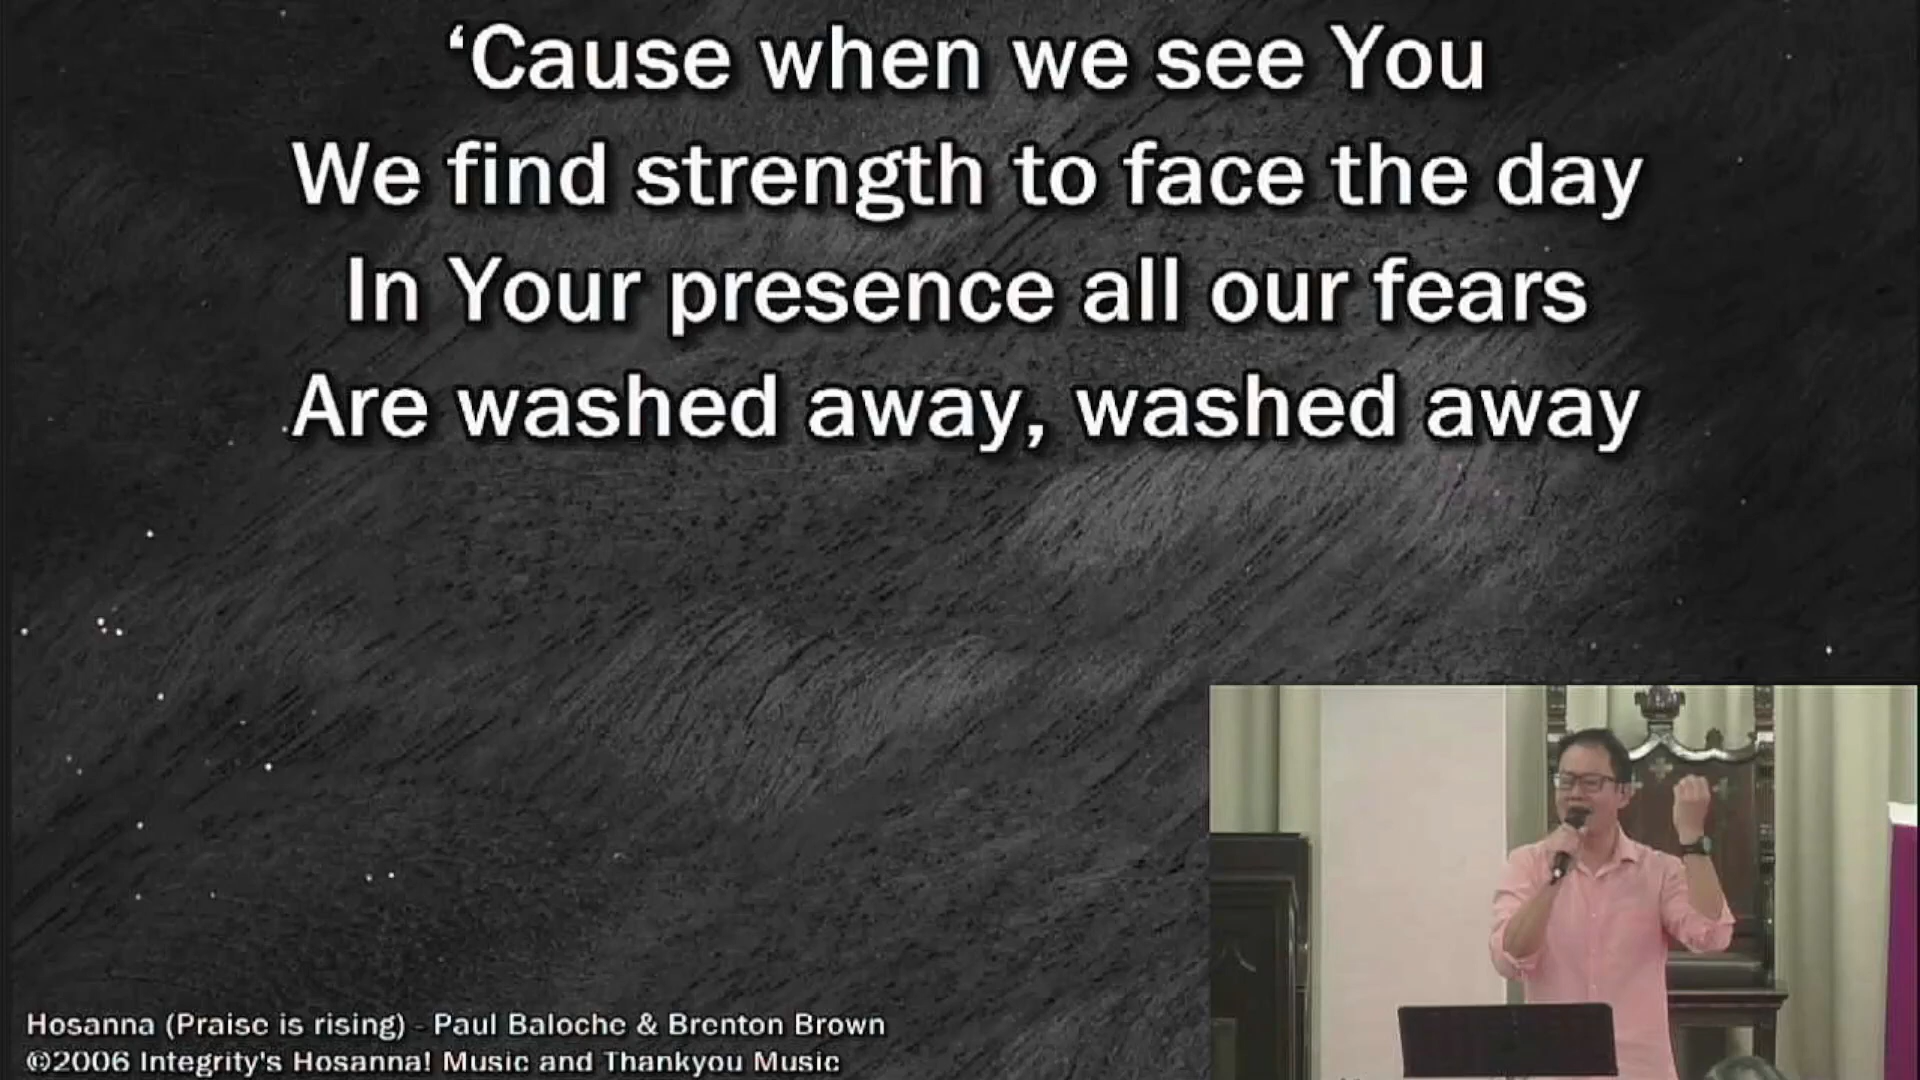 ‘Cause when we see You
We find strength to face the day
In Your presence all our fears
Are washed away, washed away
Hosanna (Praise is rising) - Paul Baloche & Brenton Brown
©2006 Integrity's Hosanna! Music and Thankyou Music